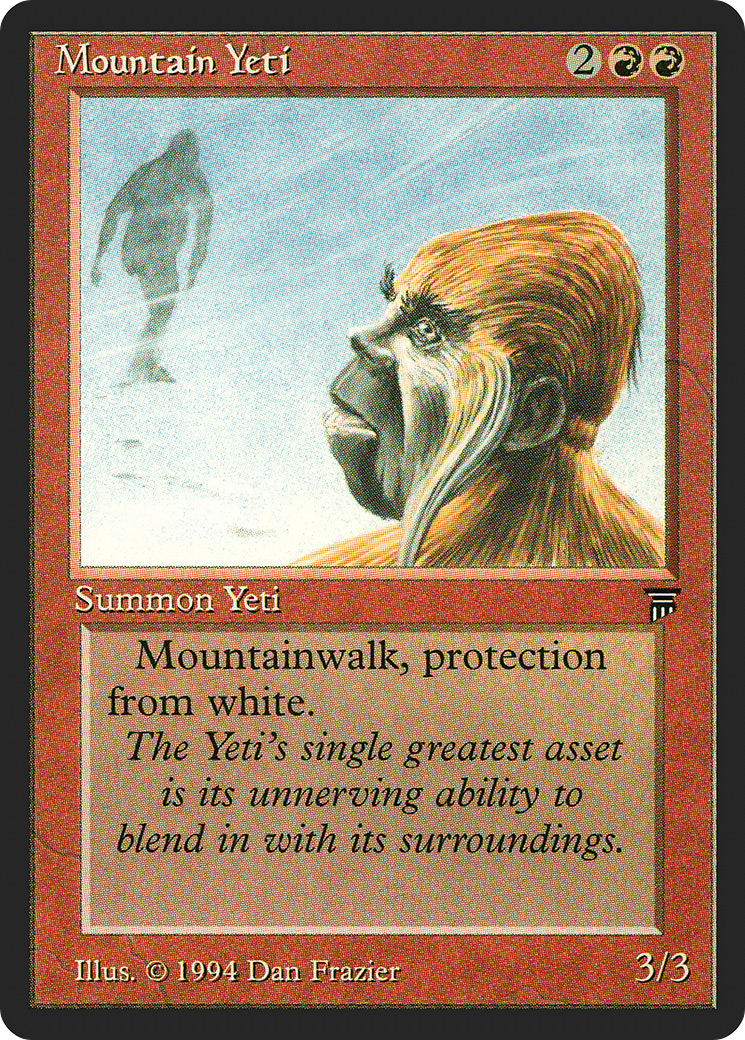 Mountain Yeti
2
Summon Yeti
Mountainwalk, protection
from white.
The Yeti's single greatest asset
is its unnerving ability to
blend in with its surroundings.
Illus. © 1994 Dan Frazier
3/3